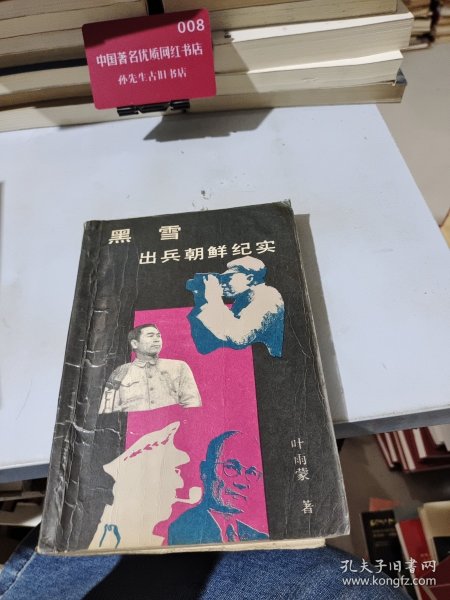 008
中国著名优质网红书店
孙先生占旧书店
黑雪
出兵朝鲜纪实
叶雨蒙 著
孔夫子旧书网
www.kongfz.com